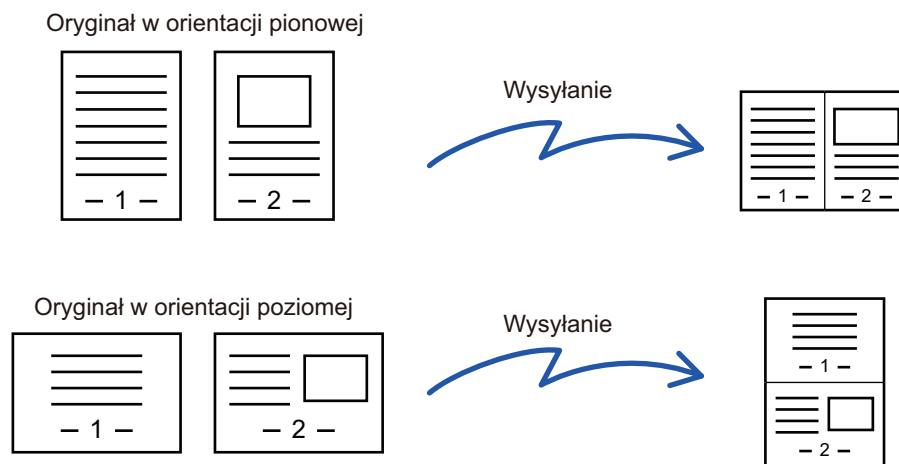 Oryginał w orientacji pionowej
Wysyłanie
– 1 –
– 2 –
– 1 –
– 2 –
Oryginał w orientacji poziomej
Wysyłanie
– 1 –
– 2 –
– 1 –
– 2 –